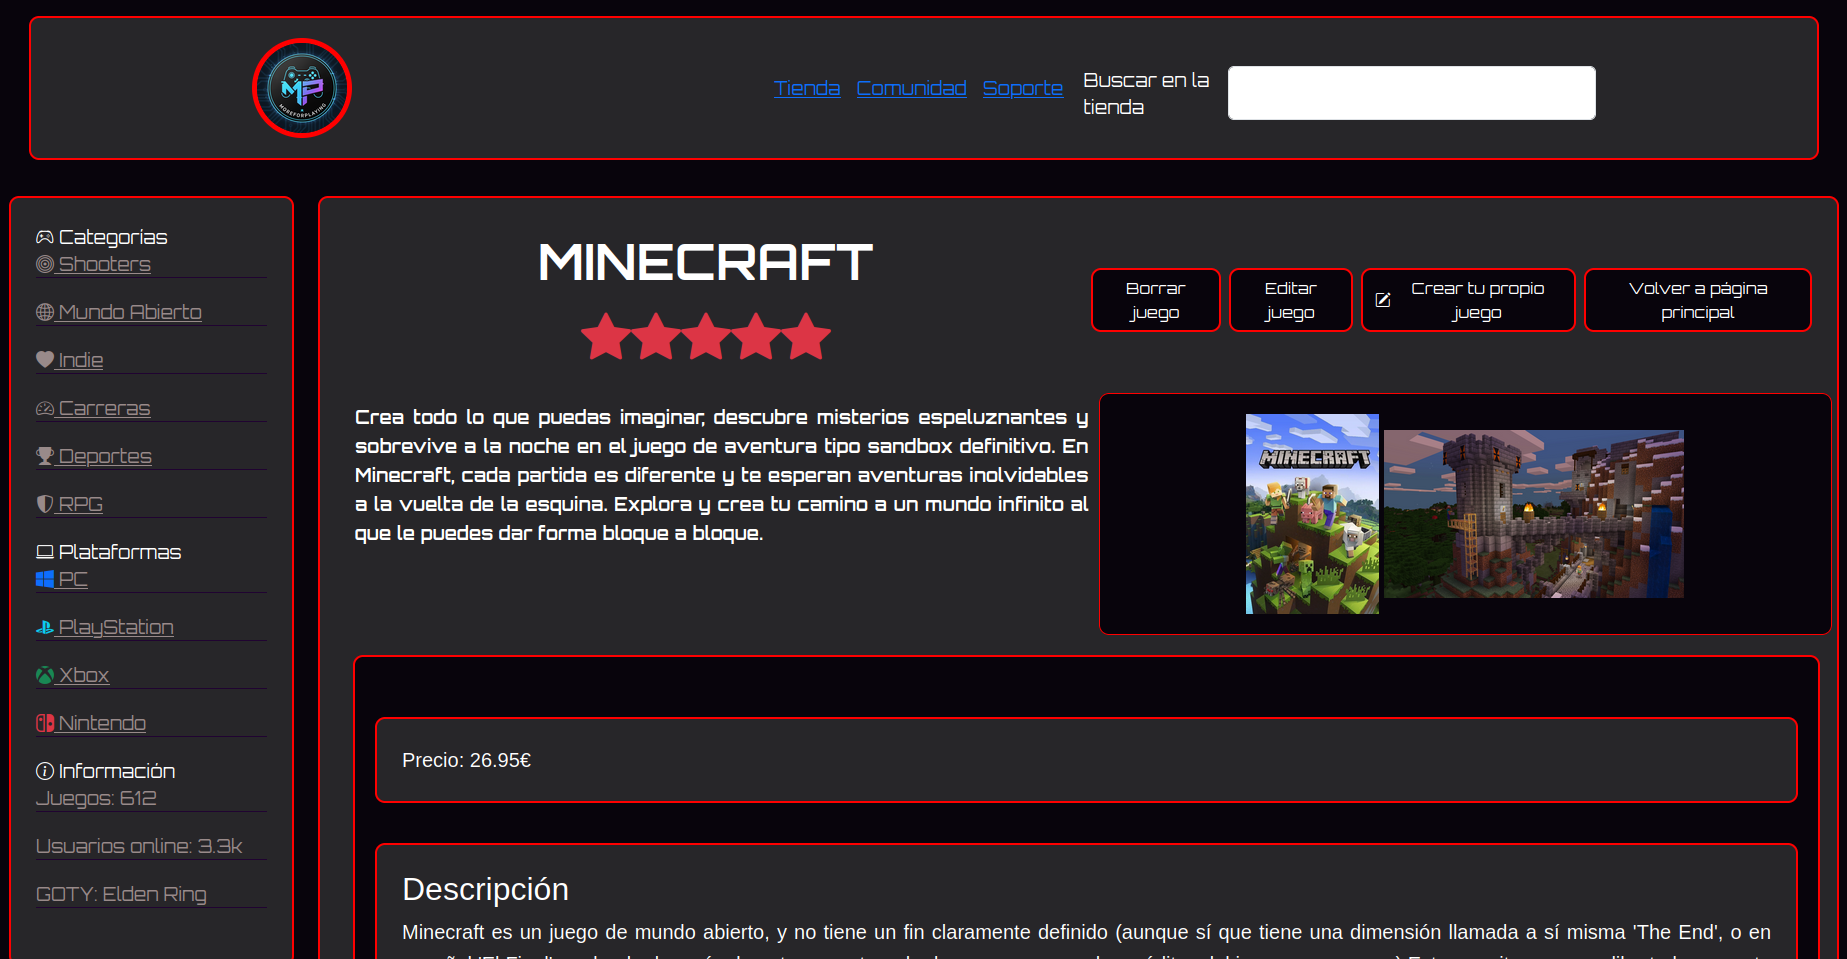 MP
MOREFORPLAYING
Tienda Comunidad Soporte Buscar en la
tienda
Categorías
Shooters
Mundo Abierto
Indie
Carreras
Deportes
RPG
Plataformas
PC
PlayStation
Xbox
Nintendo
Información
Juegos: 612
Usuarios online: 3.3k
GOTY: Elden Ring
MINECRAFT
Borrar
juego
Editar
juego
Crear tu propio
juego
Volver a página
principal
Crea todo lo que puedas imaginar, descubre misterios espeluznantes y
sobrevive a la noche en el juego de aventura tipo sandbox definitivo. En
Minecraft, cada partida es diferente y te esperan aventuras inolvidables
a la vuelta de la esquina. Explora y crea tu camino a un mundo infinito al
que le puedes dar forma bloque a bloque.
MINECRAFT
Precio: 26.95€
Descripción
Minecraft es un juego de mundo abierto, y no tiene un fin claramente definido (aunque sí que tiene una dimensión llamada a sí misma 'The End', o en